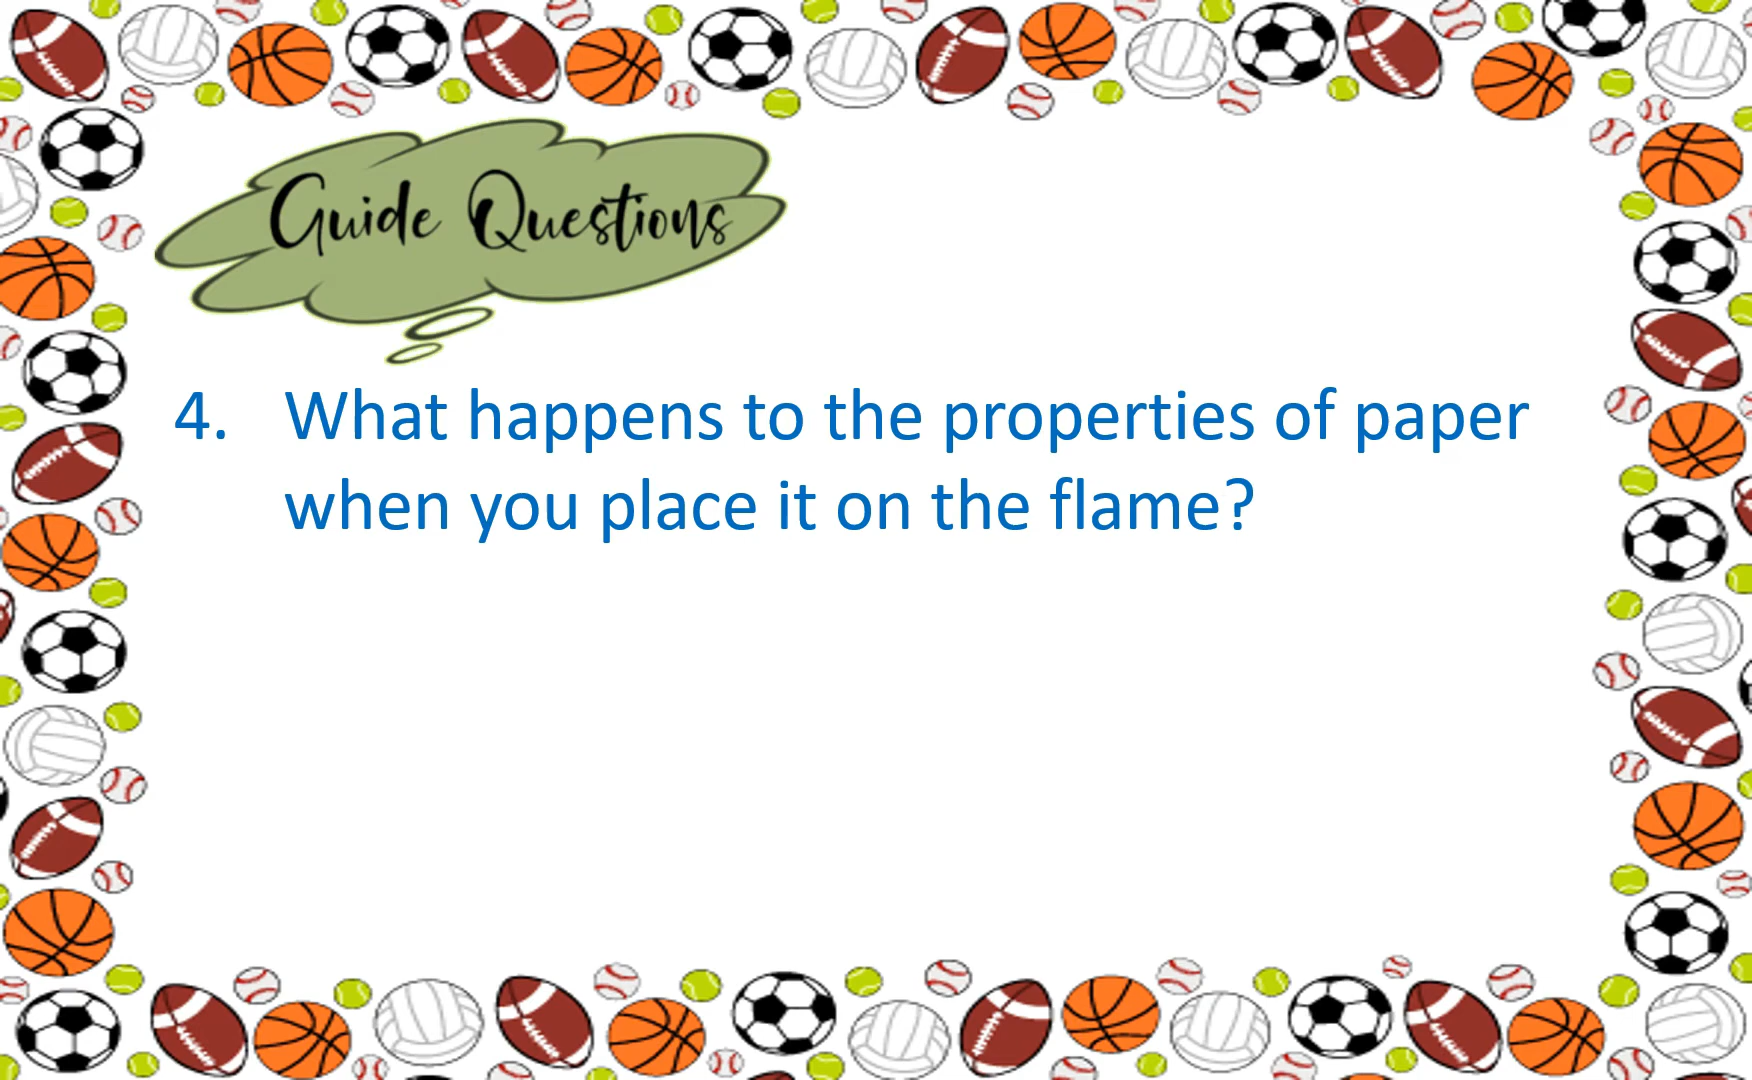 Guide Questions
4. What happens to the properties of paper
when you place it on the flame?